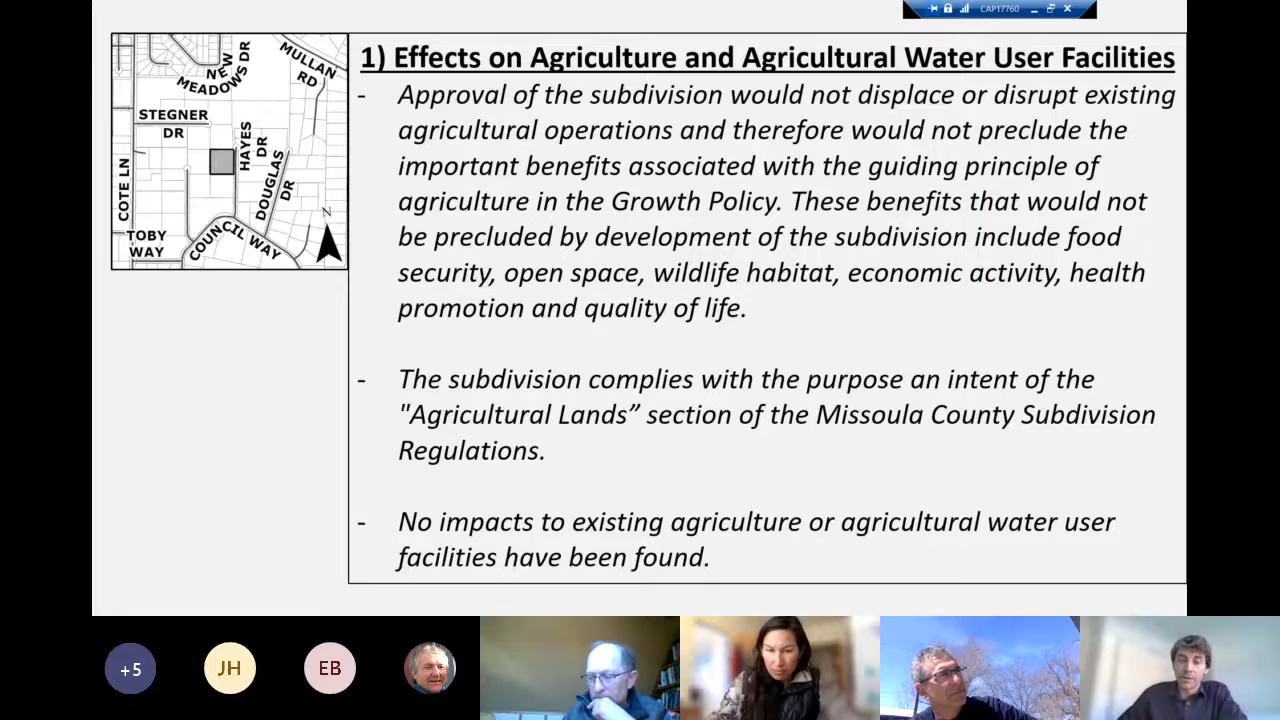 CAP17760
1) Effects on Agriculture and Agricultural Water User Facilities
- Approval of the subdivision would not displace or disrupt existing
agricultural operations and therefore would not preclude the
important benefits associated with the guiding principle of
agriculture in the Growth Policy. These benefits that would not
be precluded by development of the subdivision include food
security, open space, wildlife habitat, economic activity, health
promotion and quality of life.
- The subdivision complies with the purpose an intent of the
"Agricultural Lands” section of the Missoula County Subdivision
Regulations.
- No impacts to existing agriculture or agricultural water user
facilities have been found.
NEW
MEADOWS DR
MULLAN
RD
STEGNER
DR
HAYES
DR
DOUGLAS
DR
COTE LN
TOBY
WAY
COUNCIL WAY
N
+5
JH
EB